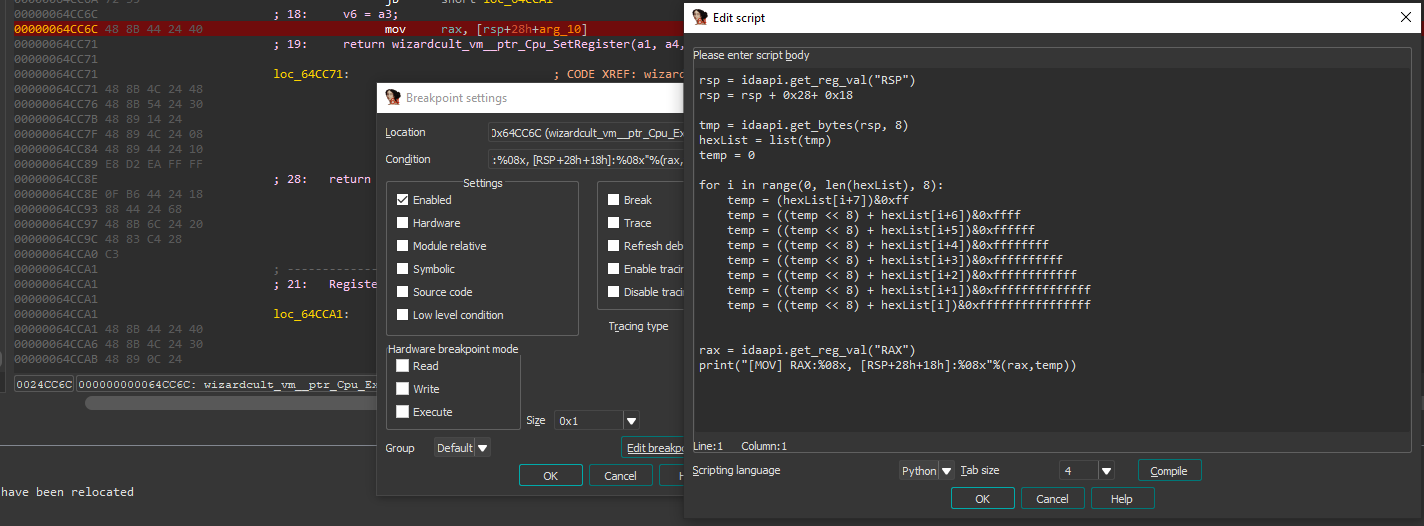 jb short loc_64CCA1
; 18: v6 = a3;
00000064CC6C 48 8B 44 24 40 mov rax, [rsp+28h+arg_10]
00000064CC71 ; 19: return wizardcult_vm__ptr_Cpu_SetRegister(a1, a4,
00000064CC71
00000064CC71 loc_64CC71: ; CODE XREF: wizard
00000064CC71 48 8B 4C 24 48
00000064CC76 48 8B 54 24 30
00000064CC7B 48 89 14 24
00000064CC7F 48 89 4C 24 08
00000064CC84 48 89 44 24 10
00000064CC89 E8 D2 EA FF FF
00000064CC8E ; 28: return
00000064CC8E 0F B6 44 24 18
00000064CC93 88 44 24 68
00000064CC97 48 8B 6C 24 20
00000064CC9C 48 83 C4 28
00000064CCA0 C3
00000064CCA1 ; ---------------
00000064CCA1 ; 21: Registe
00000064CCA1
00000064CCA1 loc_64CCA1:
00000064CCA1 48 8B 44 24 40
00000064CCA6 48 8B 4C 24 30
00000064CCAB 48 89 0C 24
0024CC6C 000000000064CC6C: wizardcult_vm__ptr_Cpu_Ex
have been relocated
Breakpoint settings
Location 0x64CC6C (wizardcult_vm__ptr_Cpu_Ex
Condition :%08x, [RSP+28h+18h]:%08x"%(rax,
Settings
Enabled
Hardware
Module relative
Symbolic
Source code
Low level condition
Break
Trace
Refresh deb
Enable tracin
Disable tracin
Tracing type
Hardware breakpoint mode
Read
Write
Execute
Size 0x1
Group Default
Edit breakpo
OK Cancel H
Edit script
Please enter script body
rsp = idaapi.get_reg_val("RSP")
rsp = rsp + 0x28+ 0x18
tmp = idaapi.get_bytes(rsp, 8)
hexList = list(tmp)
temp = 0
for i in range(0, len(hexList), 8):
temp = (hexList[i+7])&0xff
temp = ((temp << 8) + hexList[i+6])&0xffff
temp = ((temp << 8) + hexList[i+5])&0xffffff
temp = ((temp << 8) + hexList[i+4])&0xffffffff
temp = ((temp << 8) + hexList[i+3])&0xffffffffff
temp = ((temp << 8) + hexList[i+2])&0xffffffffffff
temp = ((temp << 8) + hexList[i+1])&0xffffffffffffff
temp = ((temp << 8) + hexList[i])&0xffffffffffffffff
rax = idaapi.get_reg_val("RAX")
print("[MOV] RAX:%08x, [RSP+28h+18h]:%08x"%(rax,temp))
Line:1 Column:1
Scripting language Python Tab size 4 Compile
OK Cancel Help